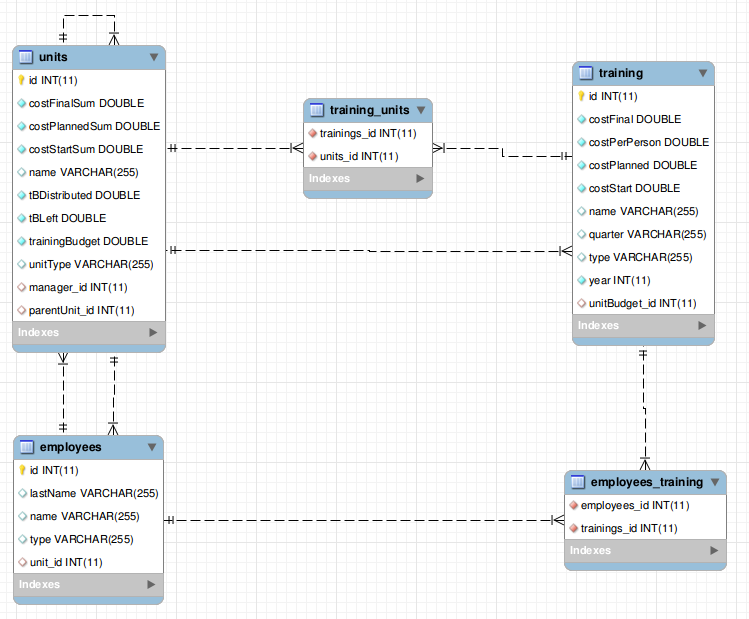 units
id INT(11)
costFinalSum DOUBLE
costPlannedSum DOUBLE
costStartSum DOUBLE
name VARCHAR(255)
tBDistributed DOUBLE
tBLeft DOUBLE
trainingBudget DOUBLE
unitType VARCHAR(255)
manager_id INT(11)
parentUnit_id INT(11)
Indexes
training_units
trainings_id INT(11)
units_id INT(11)
Indexes
training
id INT(11)
costFinal DOUBLE
costPerPerson DOUBLE
costPlanned DOUBLE
costStart DOUBLE
name VARCHAR(255)
quarter VARCHAR(255)
type VARCHAR(255)
year INT(11)
unitBudget_id INT(11)
Indexes
employees
id INT(11)
lastName VARCHAR(255)
name VARCHAR(255)
type VARCHAR(255)
unit_id INT(11)
Indexes
employees_training
employees_id INT(11)
trainings_id INT(11)
Indexes